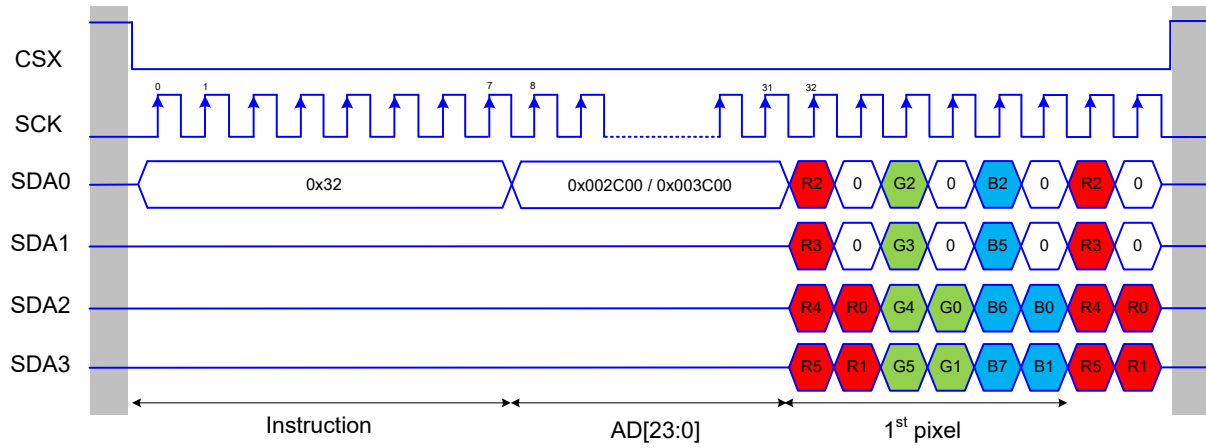 CSX
0 1 7 8 31 32
SCK
SDA0 0x32 0x002C00 / 0x003C00 R2 0 G2 0 B2 0 R2 0
SDA1 R3 0 G3 0 B5 0 R3 0
SDA2 R4 R0 G4 G0 B6 B0 R4 R0
SDA3 R5 R1 G5 G1 B7 B1 R5 R1
Instruction AD[23:0] 1st pixel